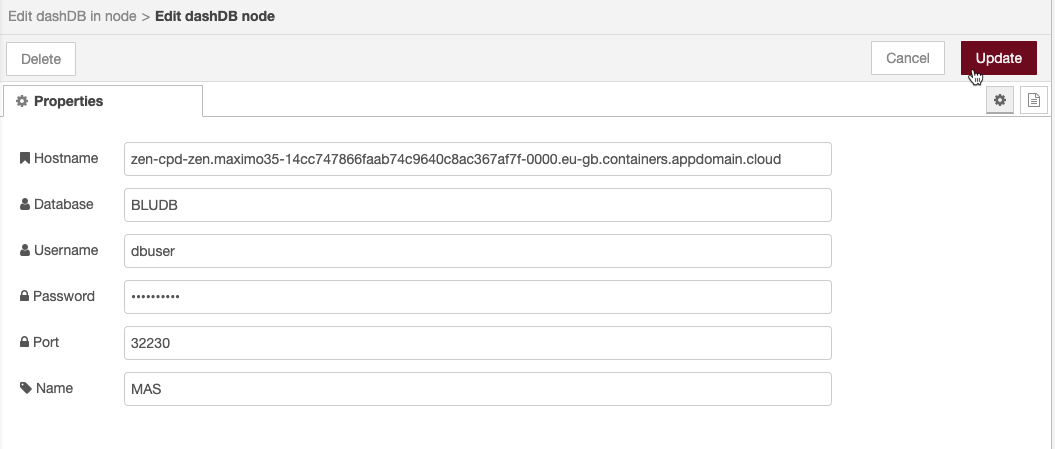 Edit dashDB in node > Edit dashDB node
Delete
Cancel
Update
Properties
Hostname
zen-cpd-zen.maximo35-14cc747866faab74c9640c8ac367af7f-0000.eu-gb.containers.appdomain.cloud
Database
BLUDB
Username
dbuser
Password
••••••••••
Port
32230
Name
MAS